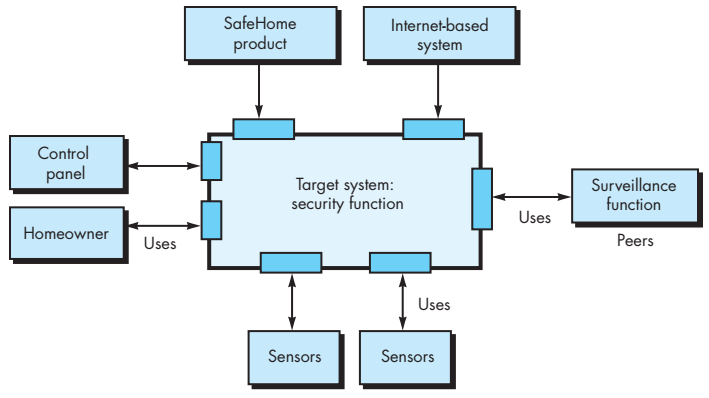 SafeHome
product
Internet-based
system
Control
panel
Target system:
security function
Surveillance
function
Homeowner
Uses
Uses
Peers
Uses
Sensors
Sensors